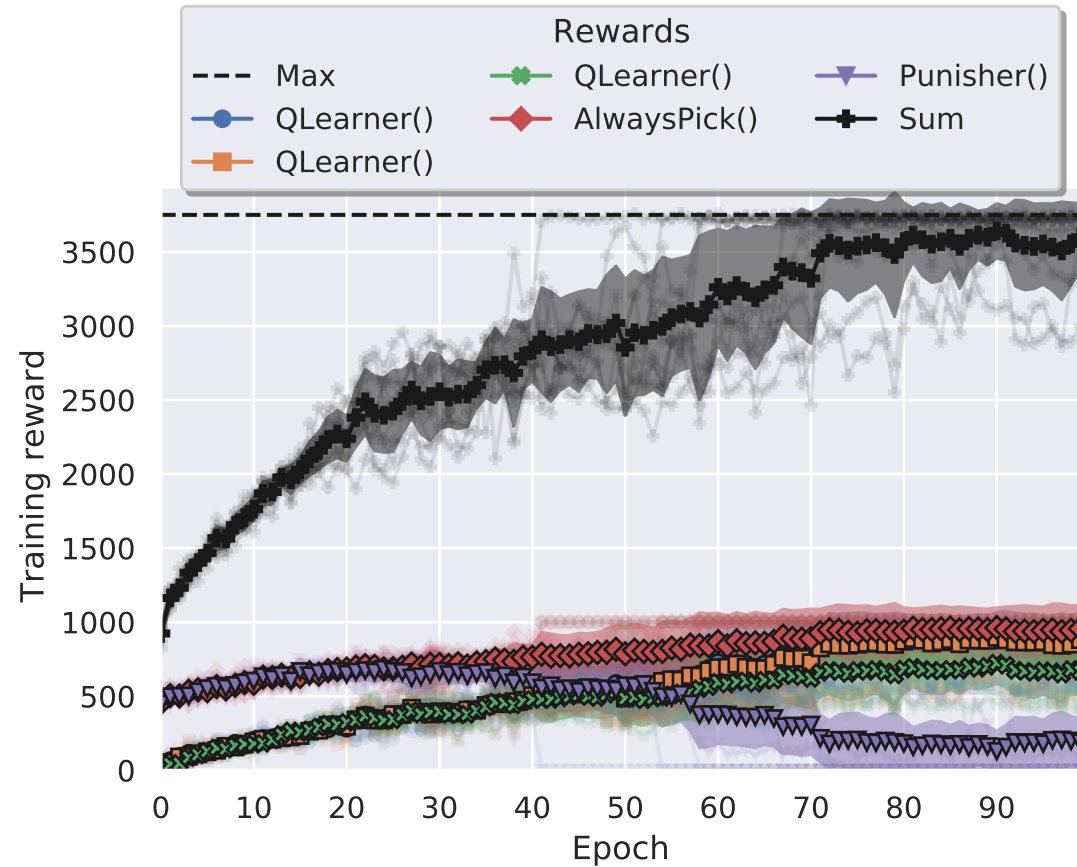 Rewards
Max
QLearner()
QLearner()
QLearner()
AlwaysPick()
Punisher()
Sum
Training reward
3500
3000
2500
2000
1500
1000
500
0
0 10 20 30 40 50 60 70 80 90
Epoch